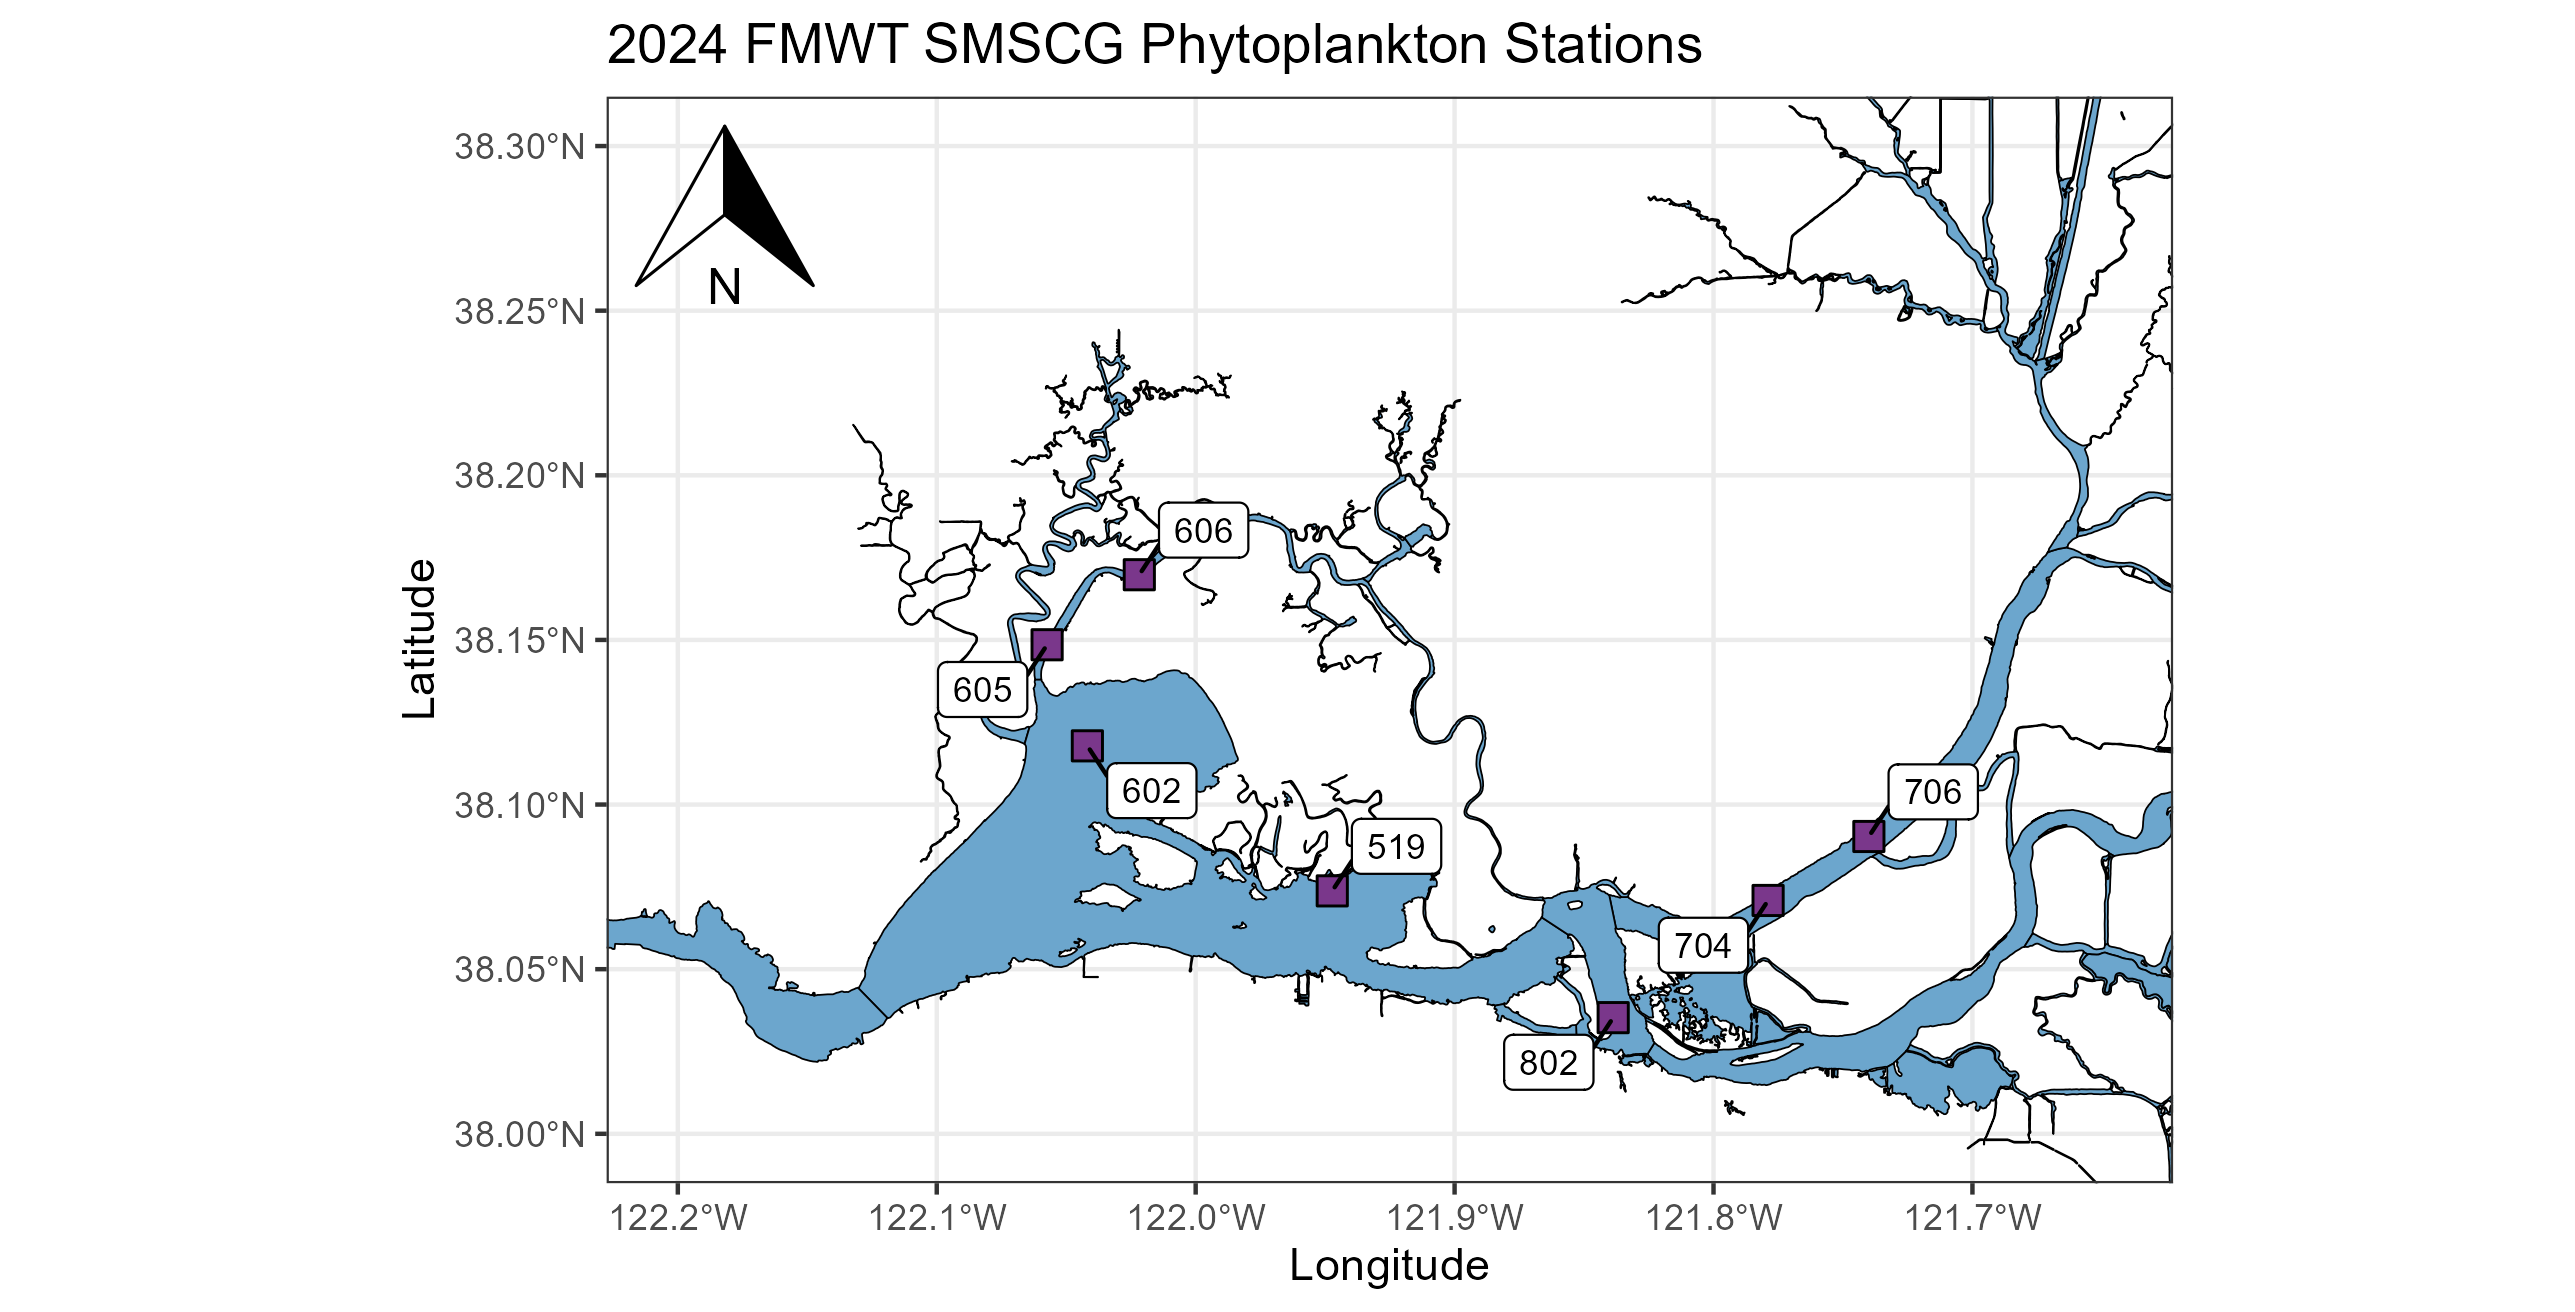 2024 FMWT SMSCG Phytoplankton Stations
38.30°N
N
38.25°N
38.20°N
606
38.15°N
605
602
706
38.10°N
519
704
38.05°N
802
38.00°N
Latitude
122.2°W 122.1°W 122.0°W 121.9°W 121.8°W 121.7°W
Longitude